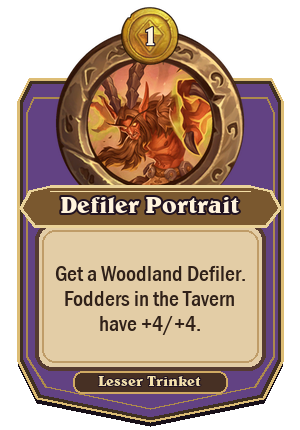 1
Defiler Portrait
Get a Woodland Defiler.
Fodders in the Tavern
have +4/+4.
Lesser Trinket